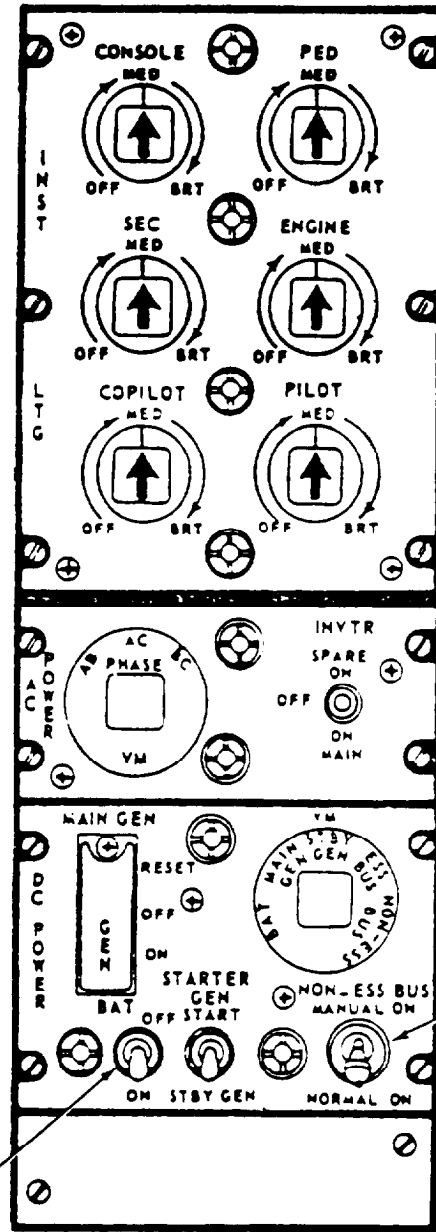 CONSOLE PED
MED MED
OFF BRT OFF BRT
INST
SEC ENGINE
MED MED
OFF BRT OFF BRT
LTG
COPILOT PILOT
MED MED
OFF BRT OFF BRT
AC POWER
AB AC BC
PHASE
VM
INVTR
SPARE
ON
OFF
ON
MAIN
DC POWER
MAIN GEN
RESET
OFF
ON
GEN
VM
BAT MAIN GEN STBY GEN ESS BUS NON-ESS BUS
BAT
OFF
ON
STARTER
GEN
START
STBY GEN
NON-ESS BUS
MANUAL ON
NORMAL ON